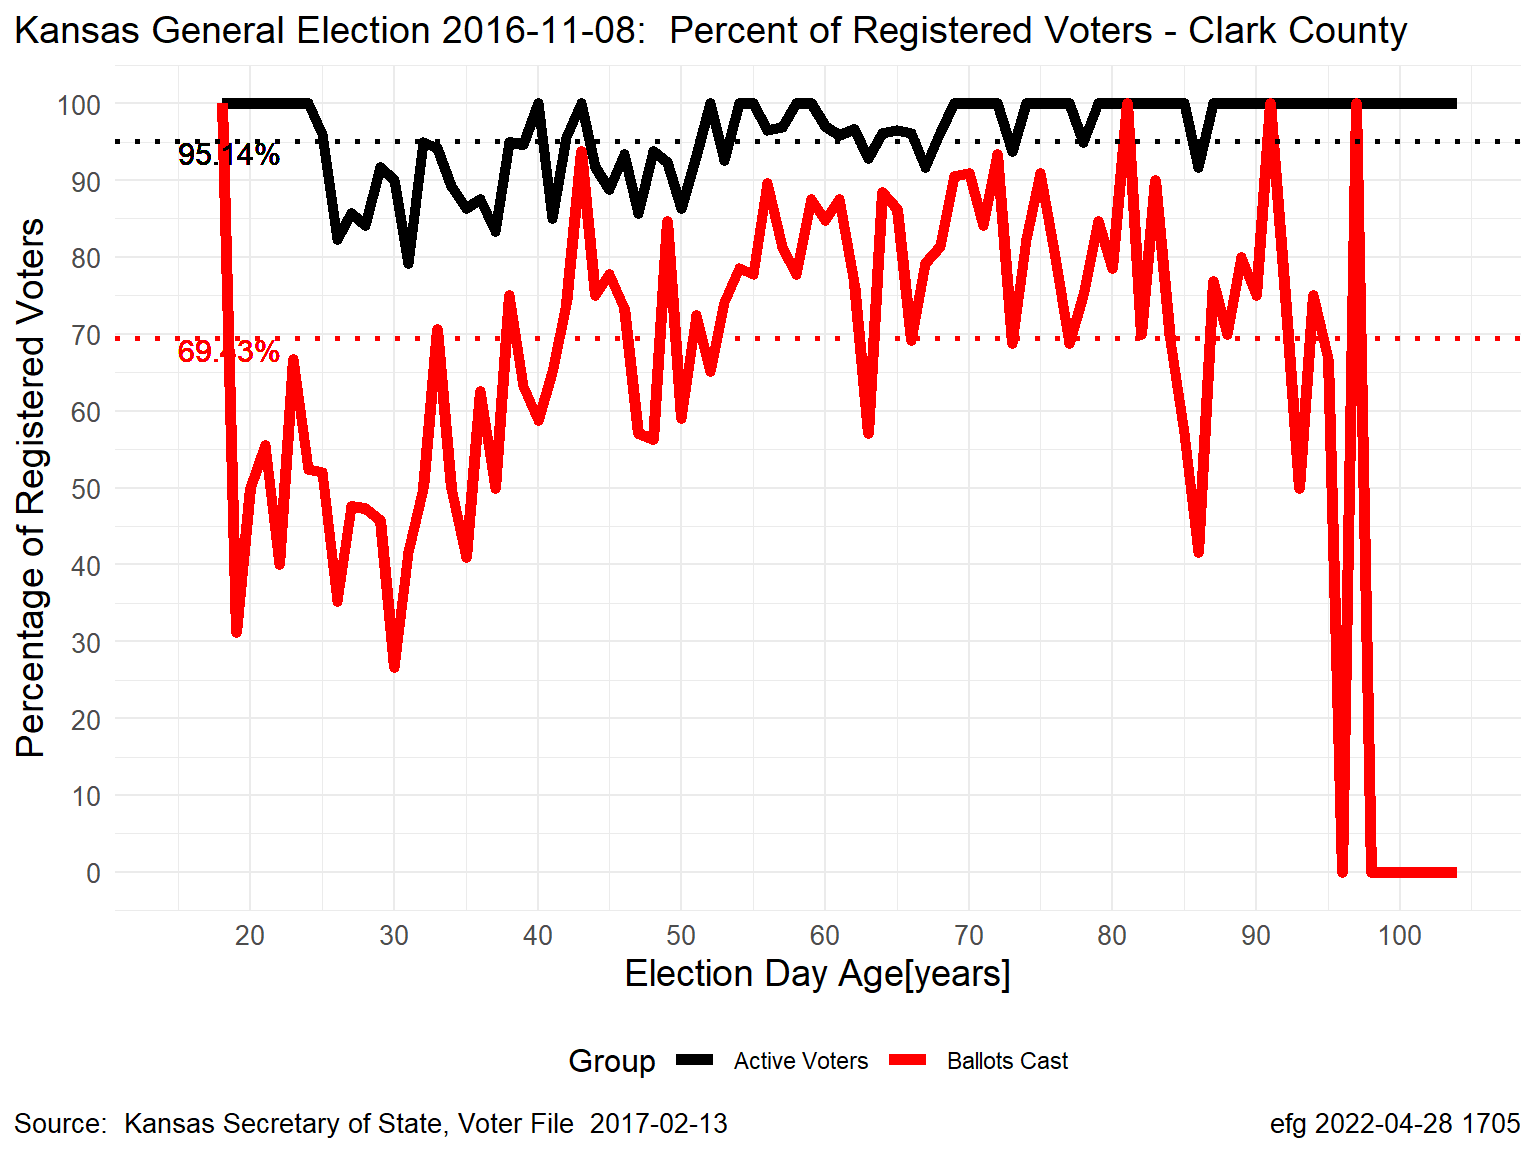 Kansas General Election 2016-11-08:  Percent of Registered Voters - Clark County
Percentage of Registered Voters
100
90
80
70
60
50
40
30
20
10
0
95.14%
69.43%
20 30 40 50 60 70 80 90 100
Election Day Age[years]
Group Active Voters Ballots Cast
Source:  Kansas Secretary of State, Voter File  2017-02-13
efg 2022-04-28 1705